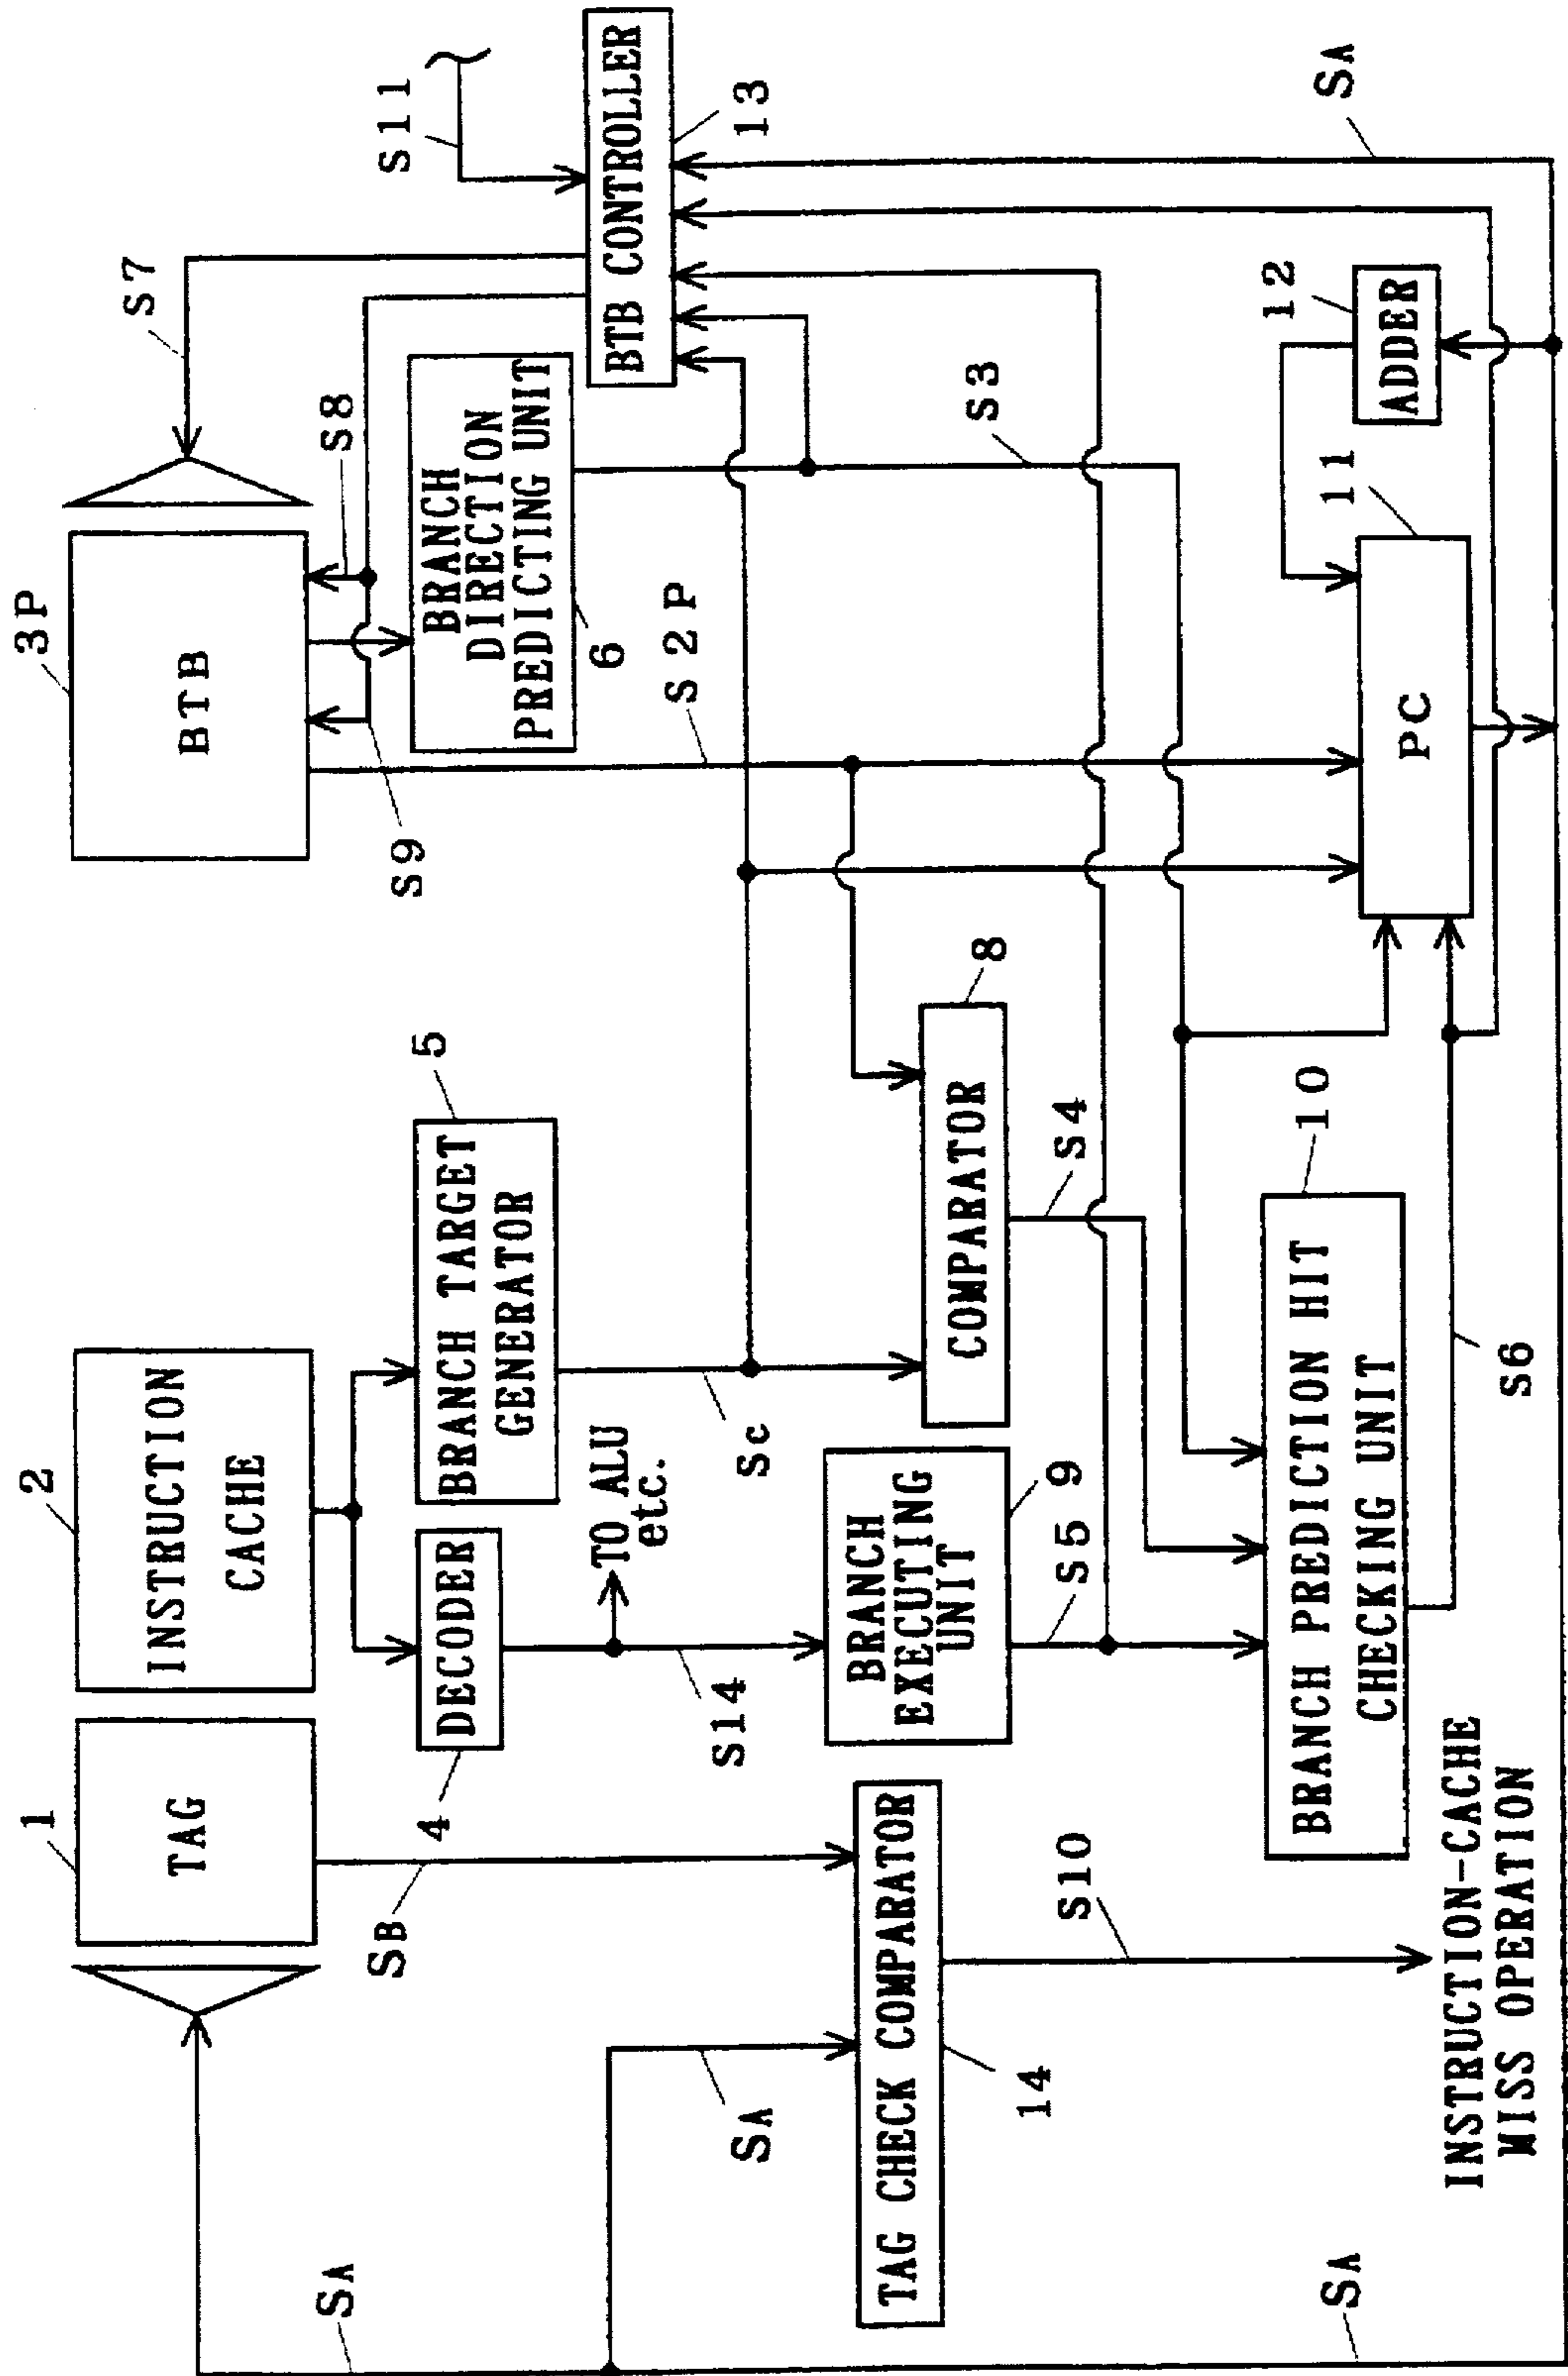 1
TAG
2
INSTRUCTION
CACHE
3P
BTB
S7
S11
S8
S9
SB
4
DECODER
5
BRANCH TARGET
GENERATOR
BRANCH
DIRECTION
PREDICTING UNIT
6
BTB CONTROLLER
13
TO ALU
etc.
S14
Sc
S2P
SA
SA
TAG CHECK COMPARATOR
14
BRANCH
EXECUTING
UNIT
9
COMPARATOR
8
S3
S10
S5
S4
10
BRANCH PREDICTION HIT
CHECKING UNIT
11
PC
12
ADDER
SA
INSTRUCTION-CACHE
MISS OPERATION
S6
SA